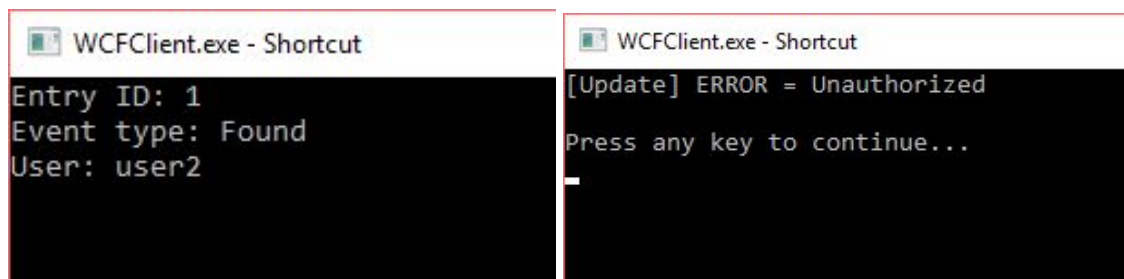 WCFClient.exe - Shortcut
Entry ID: 1
Event type: Found
User: user2
WCFClient.exe - Shortcut
[Update] ERROR = Unauthorized
Press any key to continue...